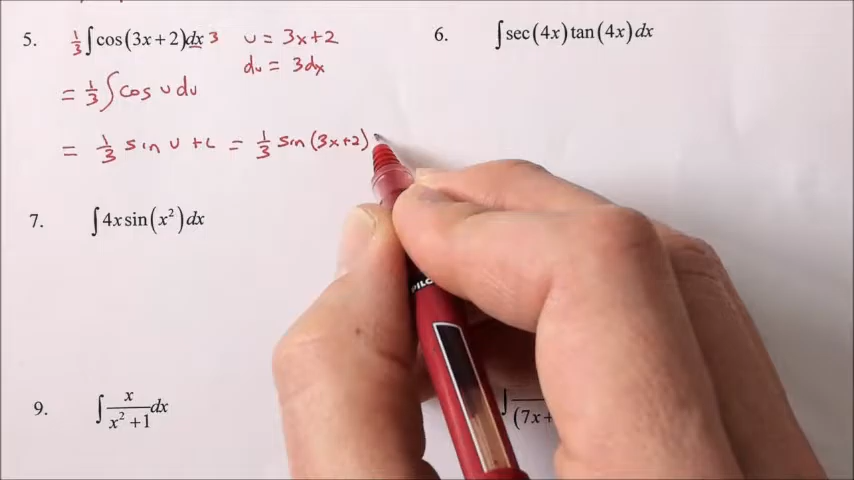 5. 1/3 ∫cos(3x+2)dx 3 u = 3x+2
du = 3dx
= 1/3 ∫cos u du
= 1/3 sin u + c = 1/3 sin(3x+2)
6. ∫sec(4x)tan(4x)dx
7. ∫4x sin(x²)dx
9. ∫ x/(x²+1) dx
∫ (7x+
PILO